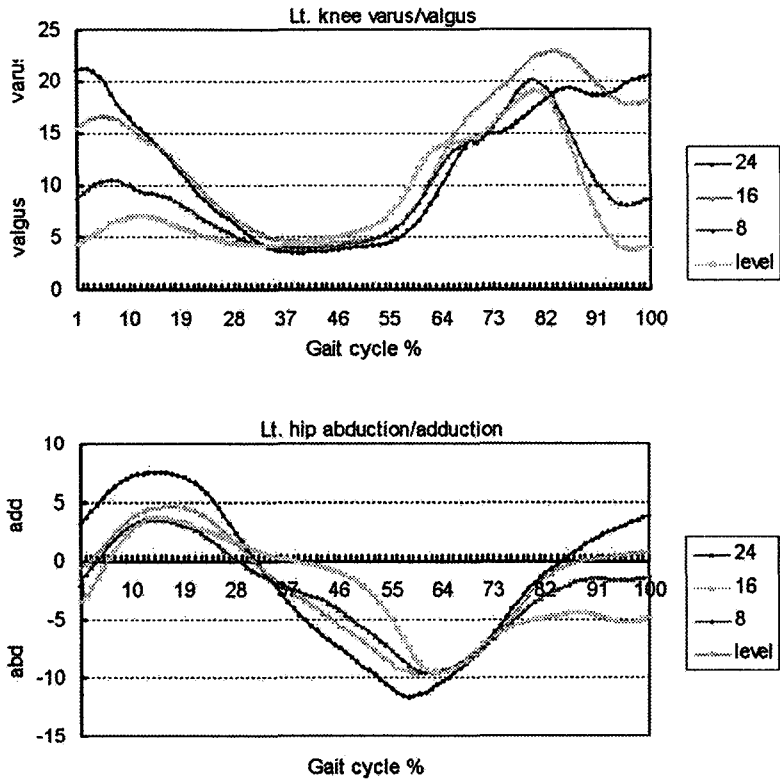 Lt. knee varus/valgus
25
20
15
10
5
0
varus
valgus
1 10 19 28 37 46 55 64 73 82 91 100
Gait cycle %
24
16
8
level
Lt. hip abduction/adduction
10
5
0
-5
-10
-15
add
abd
1 10 19 28 37 46 55 64 73 82 91 100
Gait cycle %
24
16
8
level